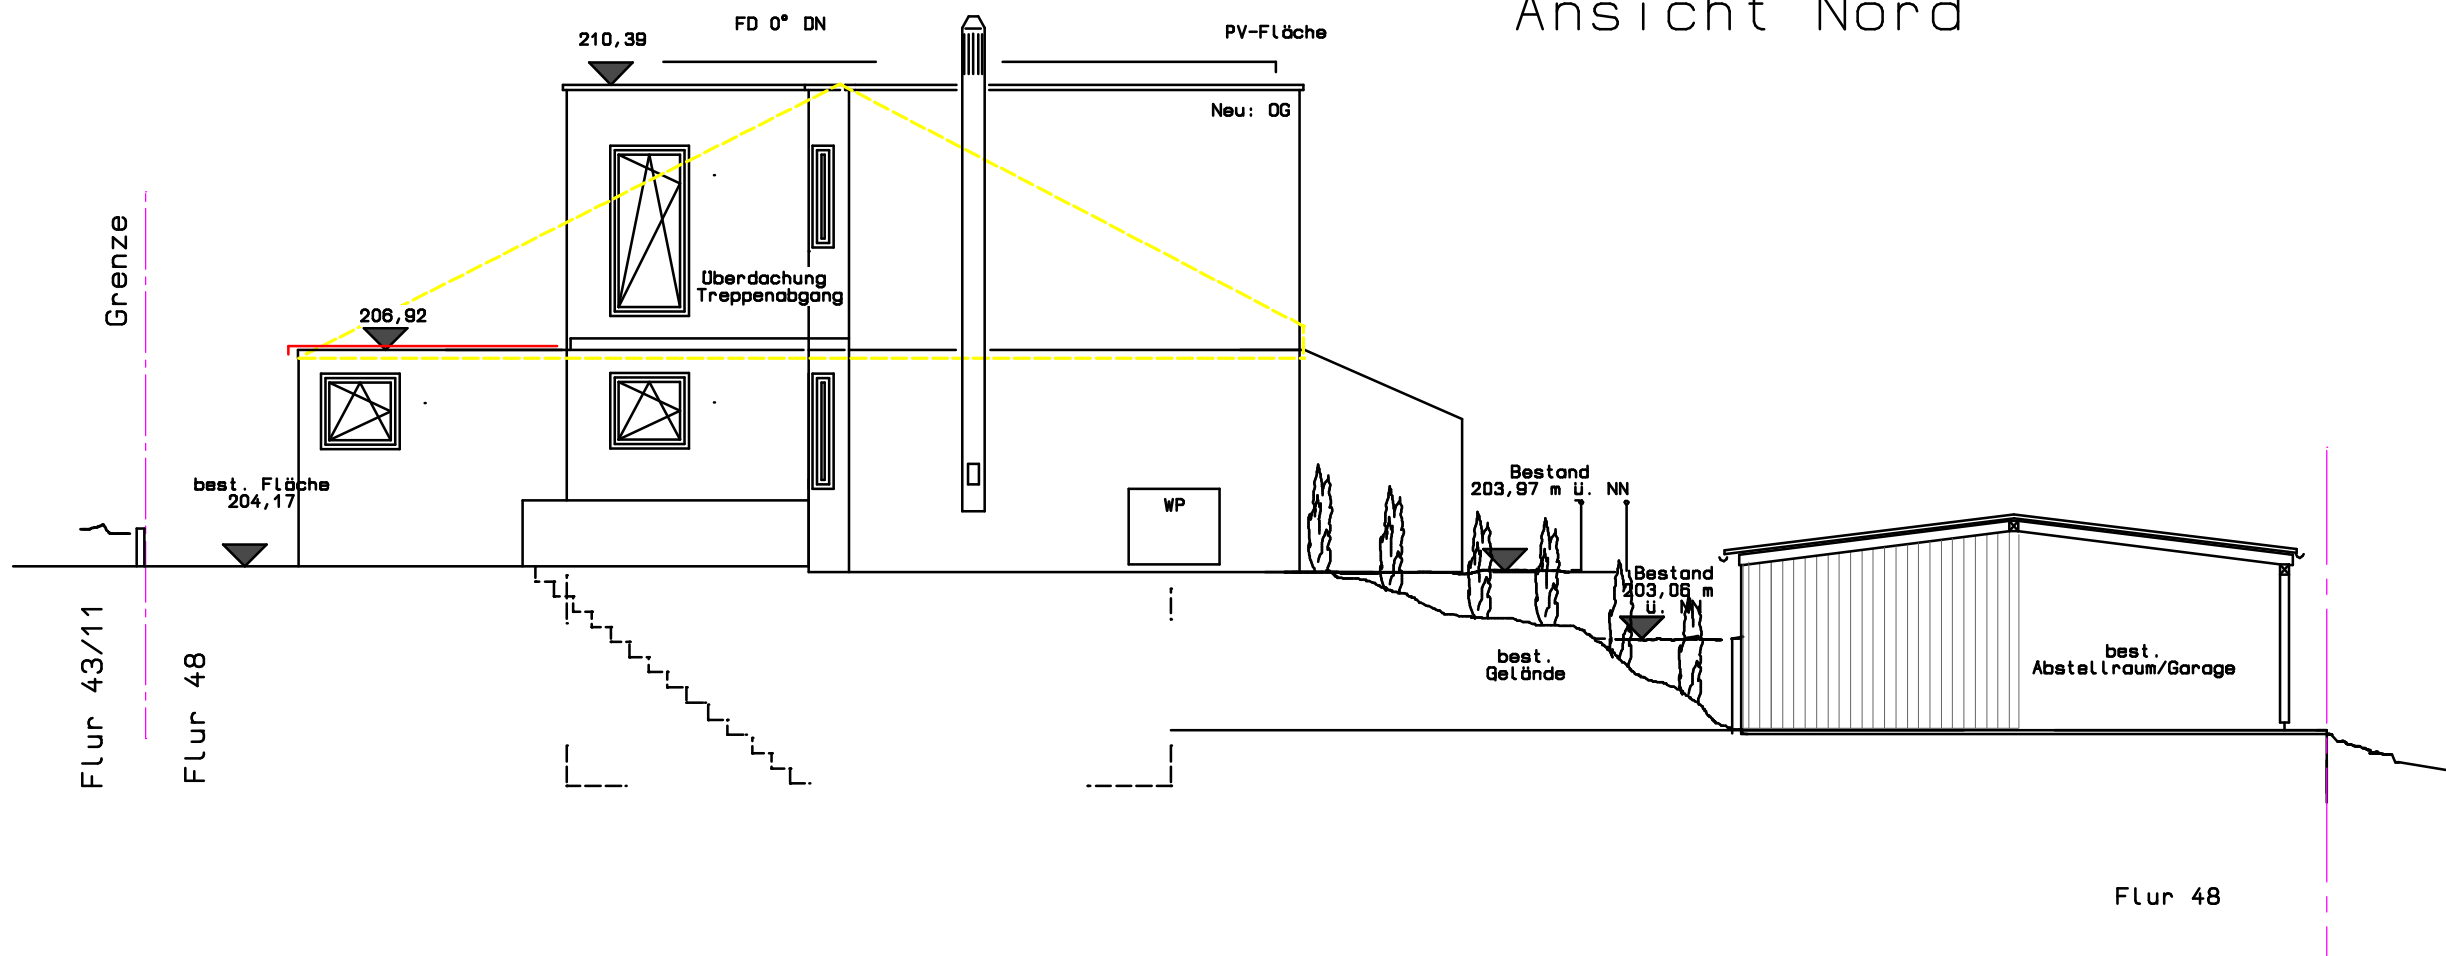 Ansicht Nord
FD 0° DN
210,39
PV-Fläche
Neu: OG
Grenze
Überdachung
Treppenabgang
206,92
best. Fläche
204,17
WP
Bestand
203,97 m ü. NN
Bestand
203,06 m
ü. NN
best.
Gelände
best.
Abstellraum/Garage
Flur 43/11
Flur 48
Flur 48